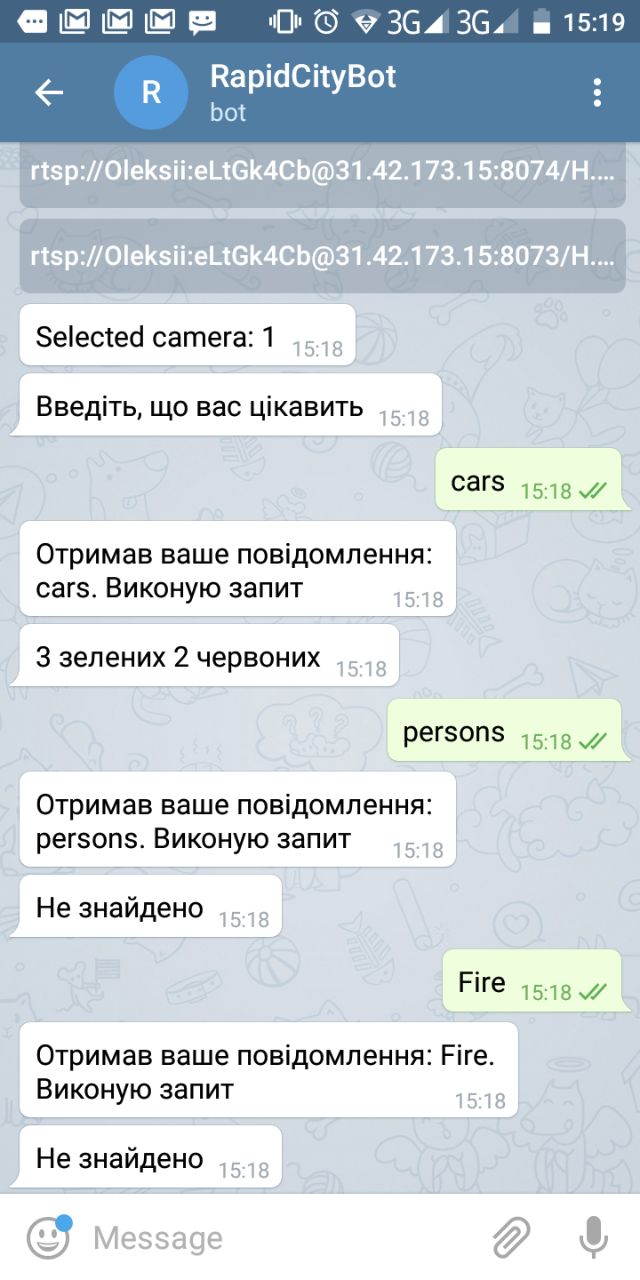 3G 3G 15:19
R
RapidCityBot
bot
rtsp://Oleksii:eLtGk4Cb@31.42.173.15:8074/H....
rtsp://Oleksii:eLtGk4Cb@31.42.173.15:8073/H....
Selected camera: 1 15:18
Введіть, що вас цікавить 15:18
cars 15:18
Отримав ваше повідомлення:
cars. Виконую запит 15:18
3 зелених 2 червоних 15:18
persons 15:18
Отримав ваше повідомлення:
persons. Виконую запит 15:18
Не знайдено 15:18
Fire 15:18
Отримав ваше повідомлення: Fire.
Виконую запит 15:18
Не знайдено 15:18
Message